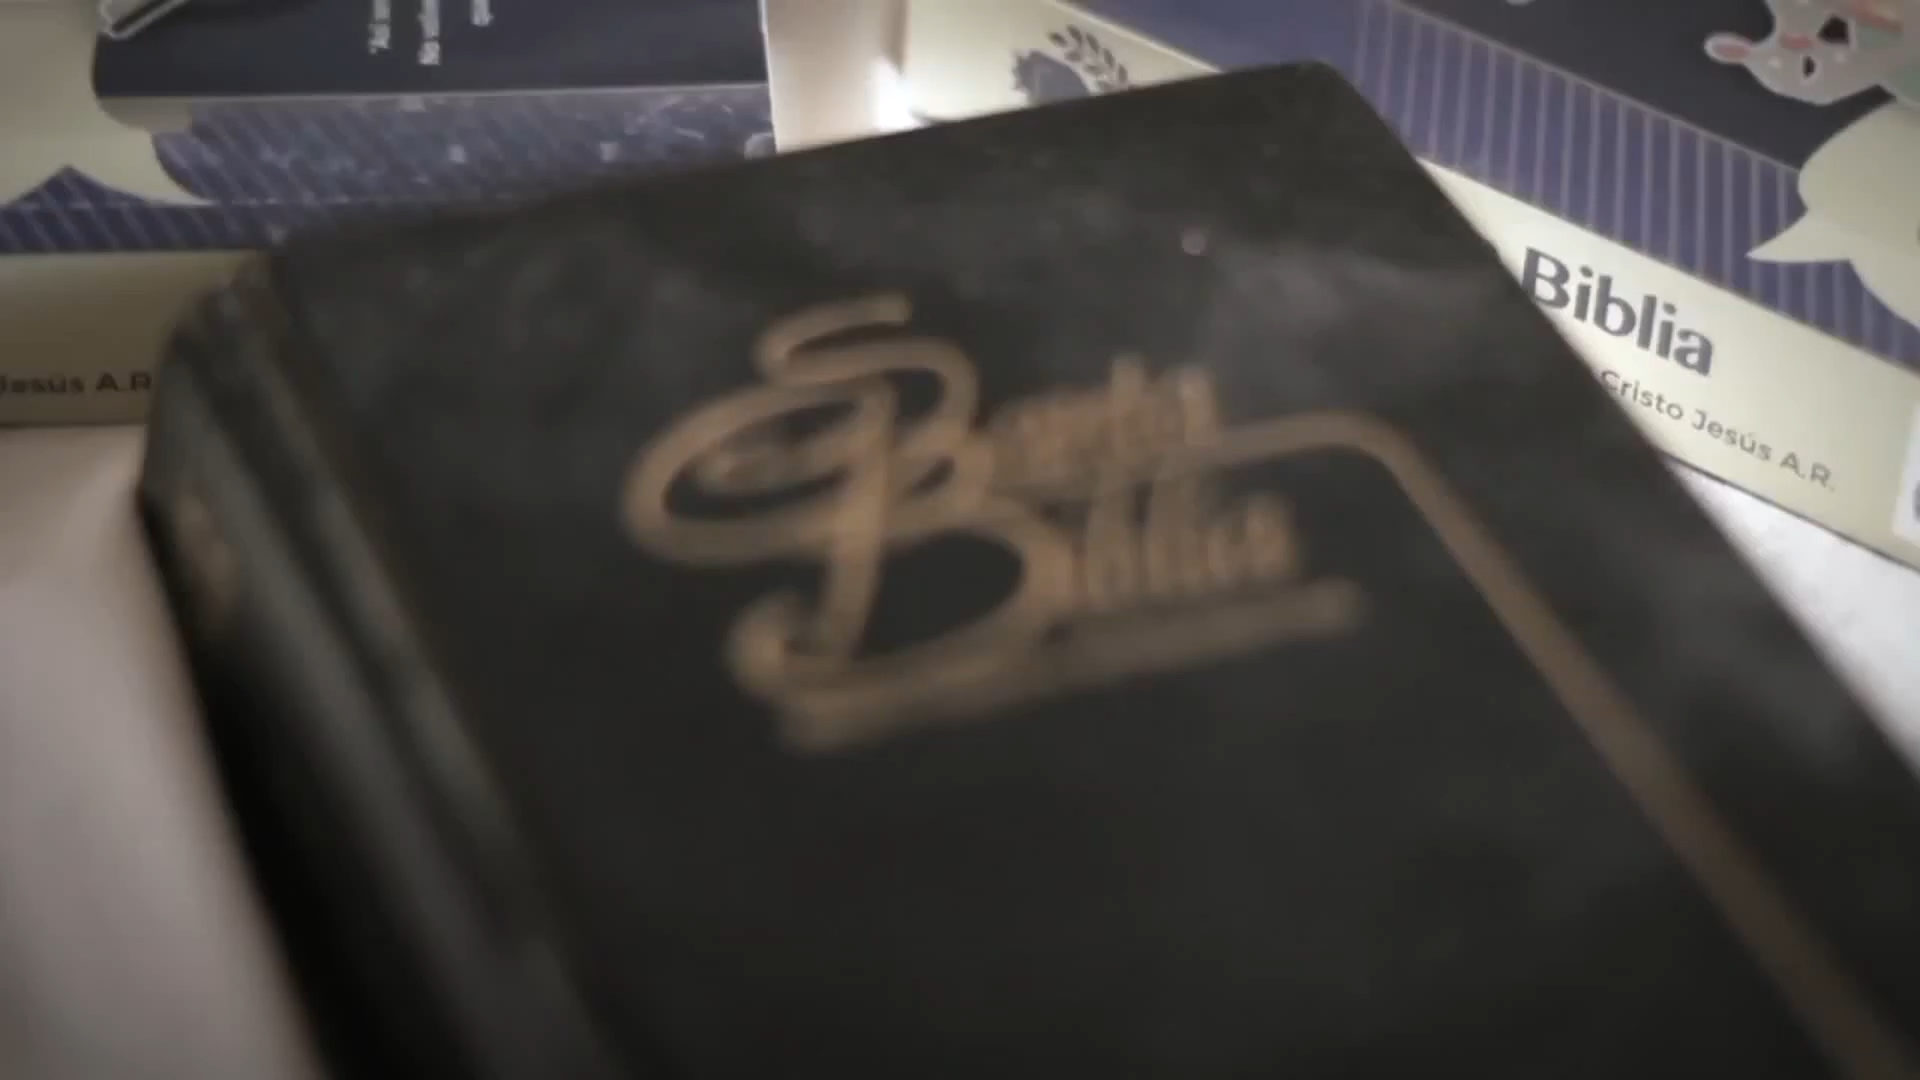 Santa
Biblia
Biblia
Cristo Jesús A.R.
Jesús A.R.